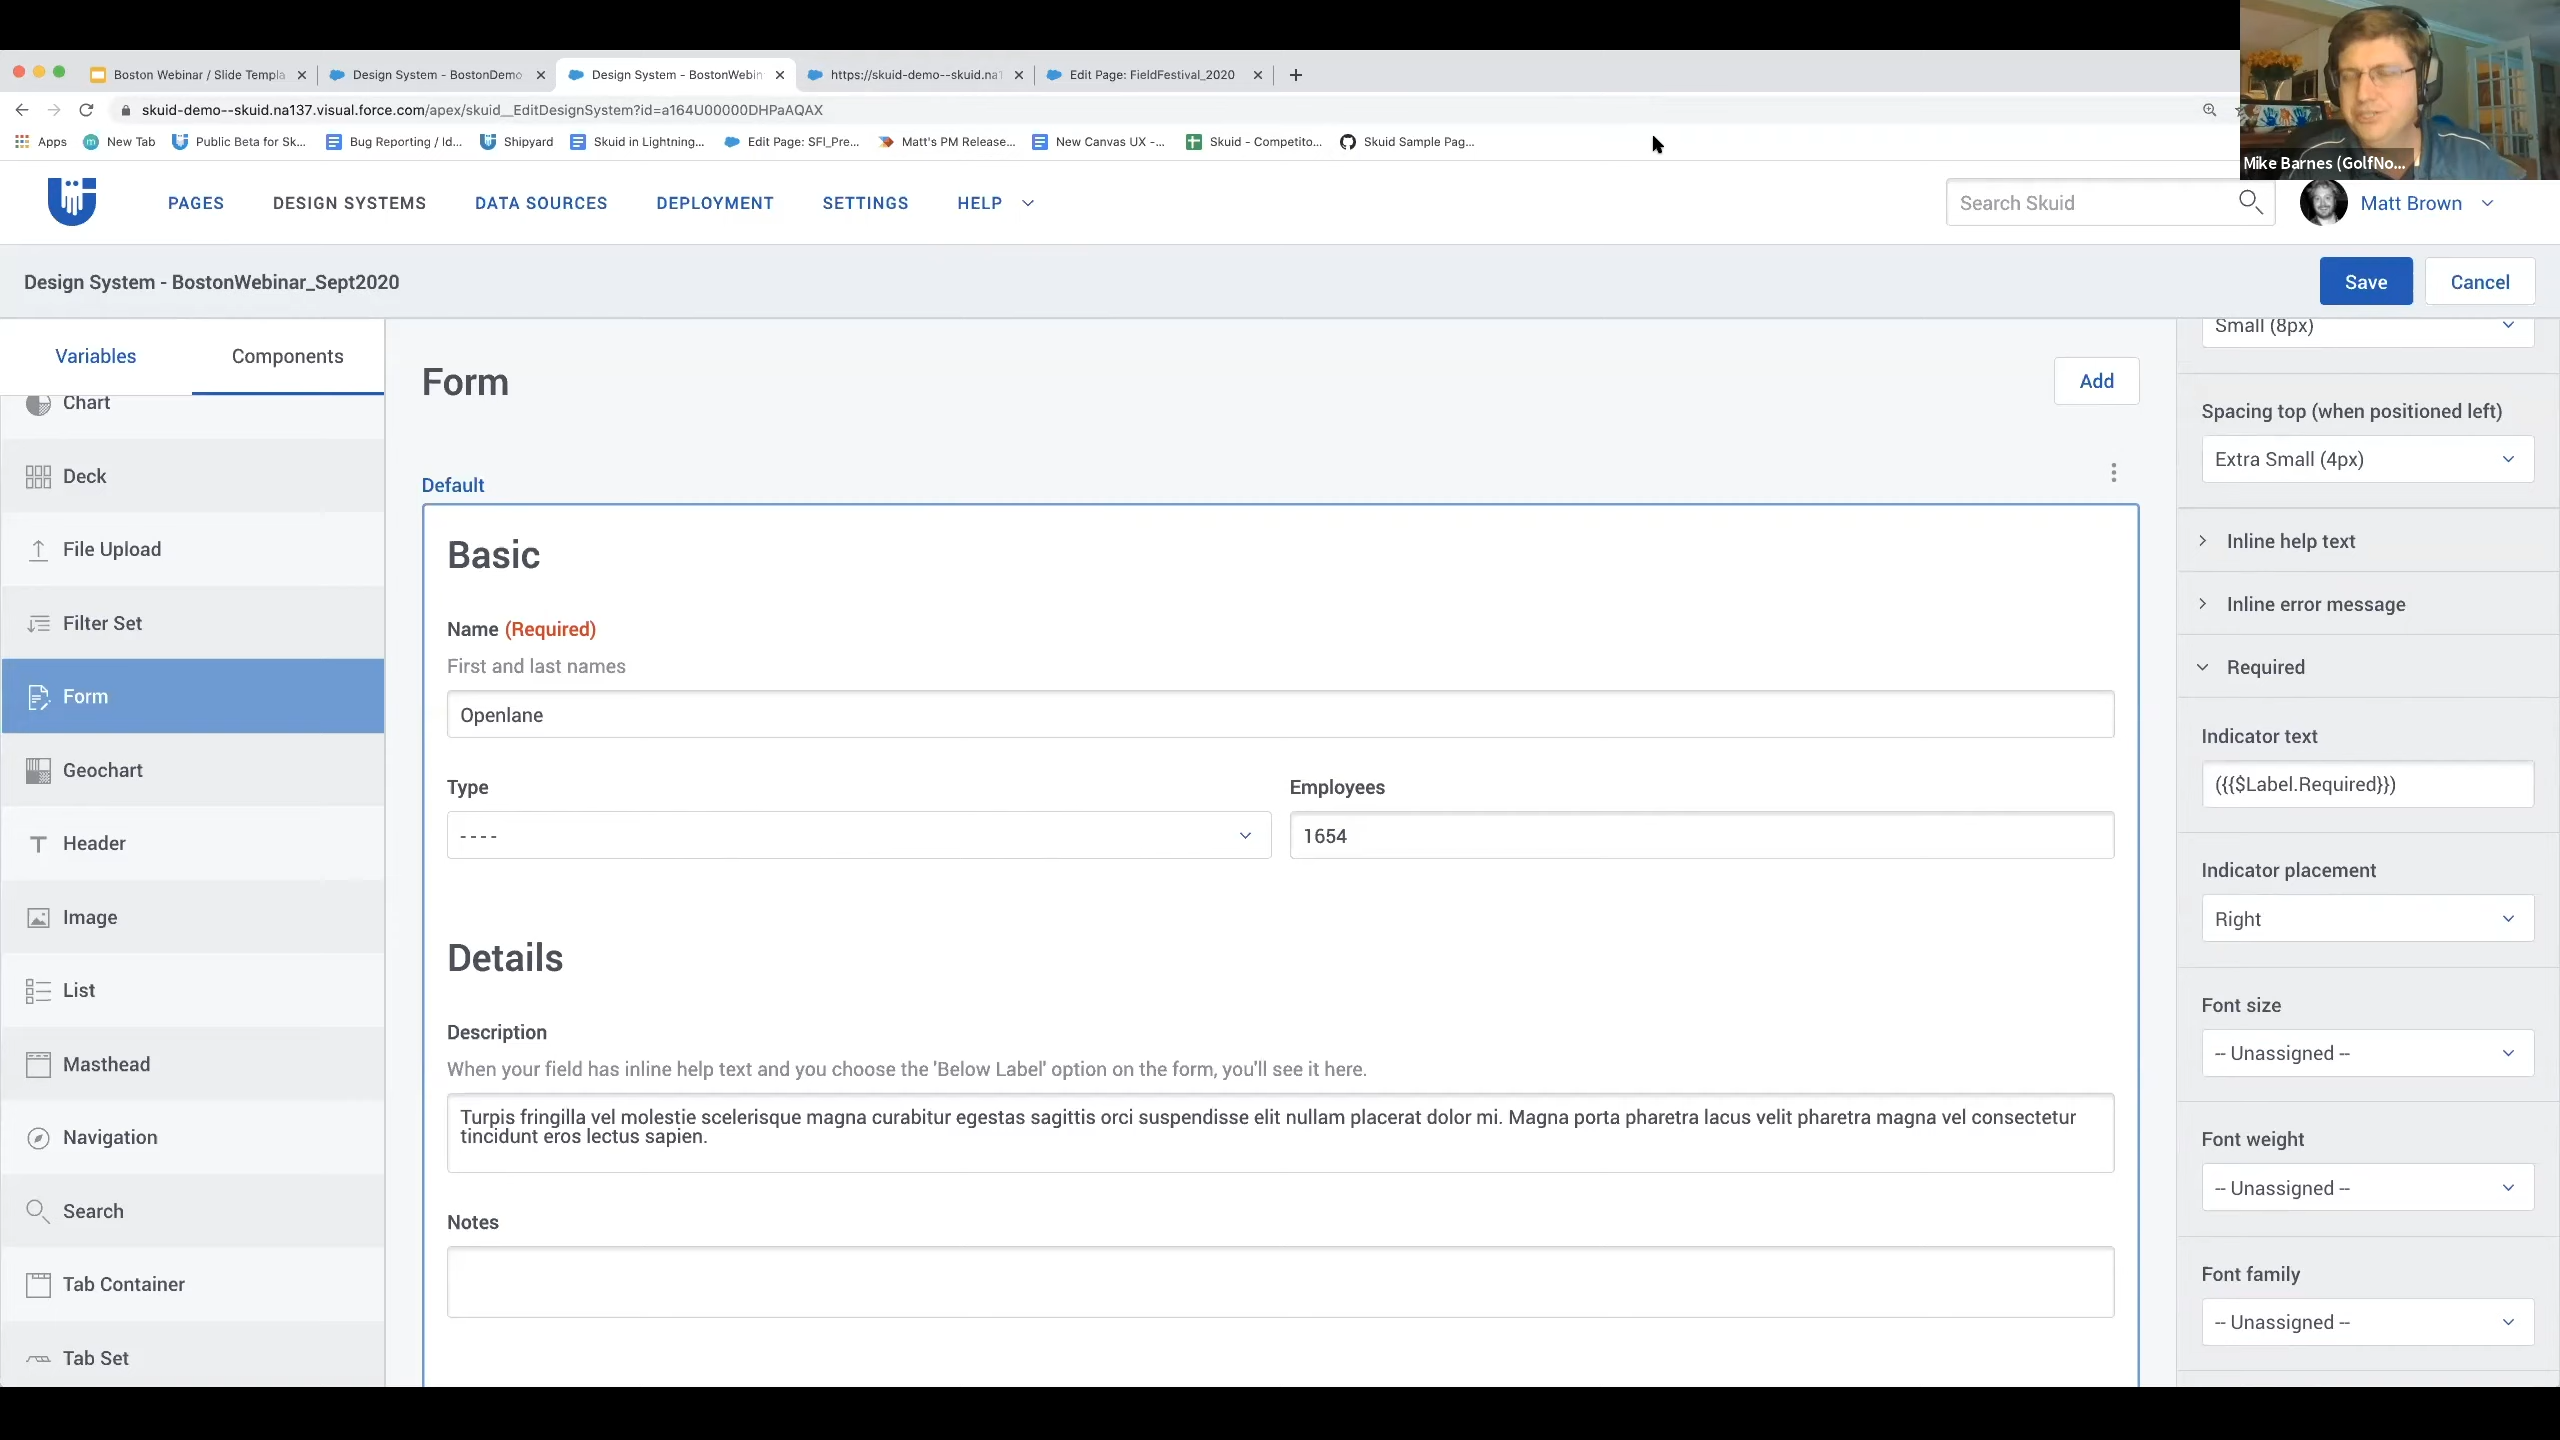 Boston Webinar / Slide Templa
Design System - BostonDemo
Design System - BostonWebin
https://skuid-demo--skuid.na1
Edit Page: FieldFestival_2020
skuid-demo--skuid.na137.visual.force.com/apex/skuid__EditDesignSystem?id=a164U00000DHPaAQAX
Apps
New Tab
Public Beta for Sk...
Bug Reporting / Id...
Shipyard
Skuid in Lightning...
Edit Page: SFI_Pre...
Matt's PM Release...
New Canvas UX -...
Skuid - Competito...
Skuid Sample Pag...
Mike Barnes (GolfNo...
PAGES
DESIGN SYSTEMS
DATA SOURCES
DEPLOYMENT
SETTINGS
HELP
Search Skuid
Matt Brown
Design System - BostonWebinar_Sept2020
Save
Cancel
Variables
Components
Chart
Deck
File Upload
Filter Set
Form
Geochart
Header
Image
List
Masthead
Navigation
Search
Tab Container
Tab Set
Form
Add
Default
Basic
Name (Required)
First and last names
Openlane
Type
Employees
----
1654
Details
Description
When your field has inline help text and you choose the 'Below Label' option on the form, you'll see it here.
Turpis fringilla vel molestie scelerisque magna curabitur egestas sagittis orci suspendisse elit nullam placerat dolor mi. Magna porta pharetra lacus velit pharetra magna vel consectetur
tincidunt eros lectus sapien.
Notes
Small (8px)
Spacing top (when positioned left)
Extra Small (4px)
Inline help text
Inline error message
Required
Indicator text
({{$Label.Required}})
Indicator placement
Right
Font size
-- Unassigned --
Font weight
-- Unassigned --
Font family
-- Unassigned --